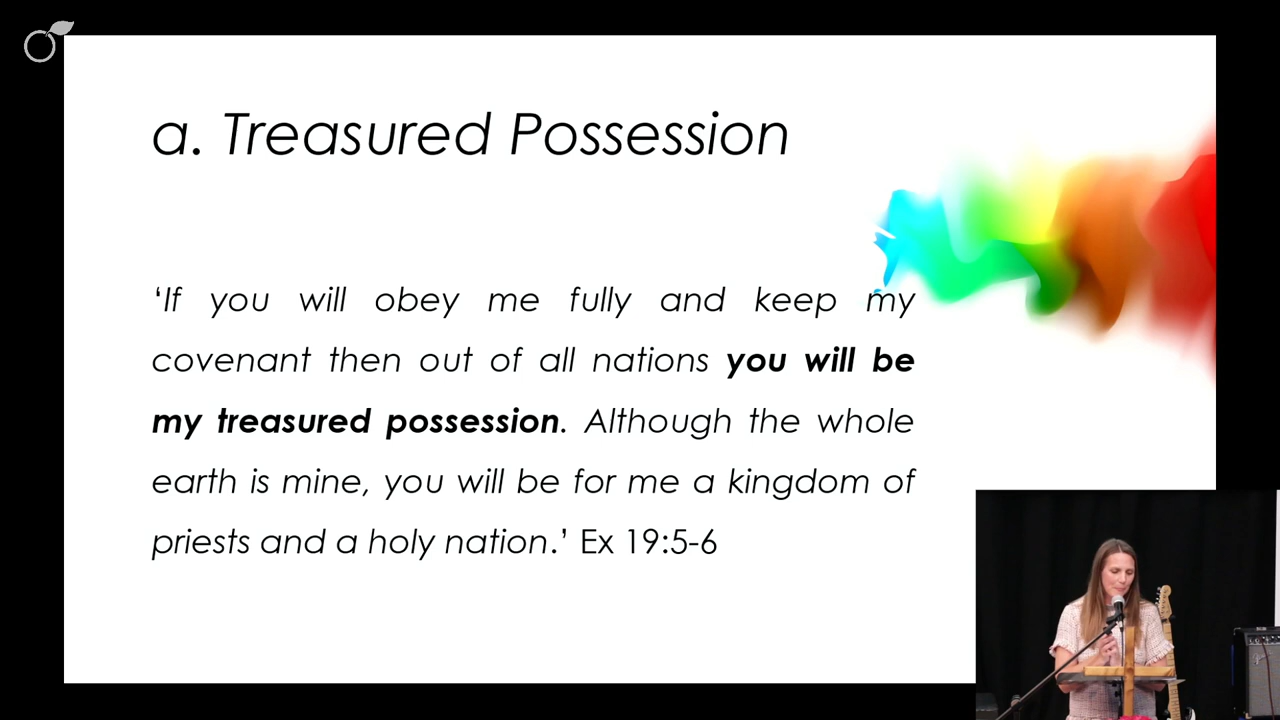 a. Treasured Possession
‘If you will obey me fully and keep my
covenant then out of all nations you will be
my treasured possession. Although the whole
earth is mine, you will be for me a kingdom of
priests and a holy nation.’ Ex 19:5-6